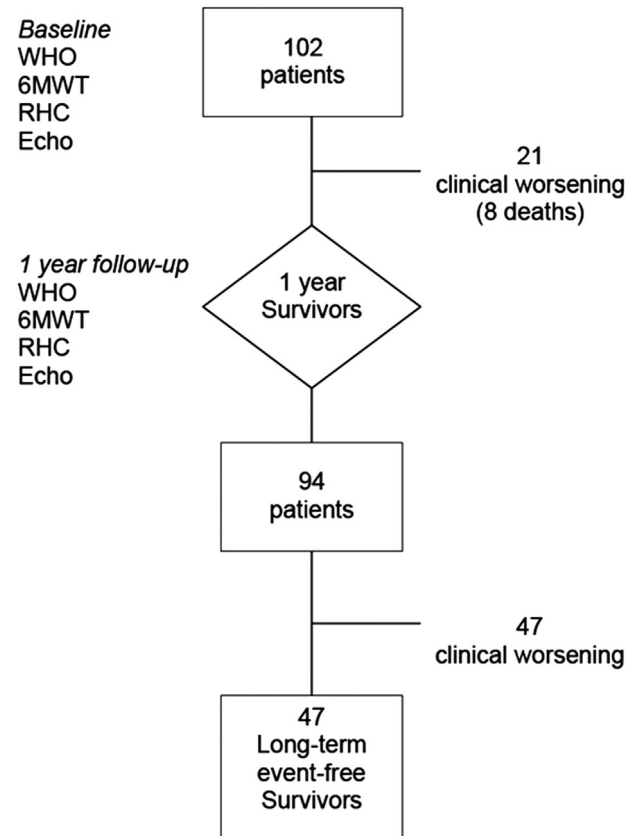 Baseline
WHO
6MWT
RHC
Echo
102
patients
21
clinical worsening
(8 deaths)
1 year follow-up
WHO
6MWT
RHC
Echo
1 year
Survivors
94
patients
47
clinical worsening
47
Long-term
event-free
Survivors